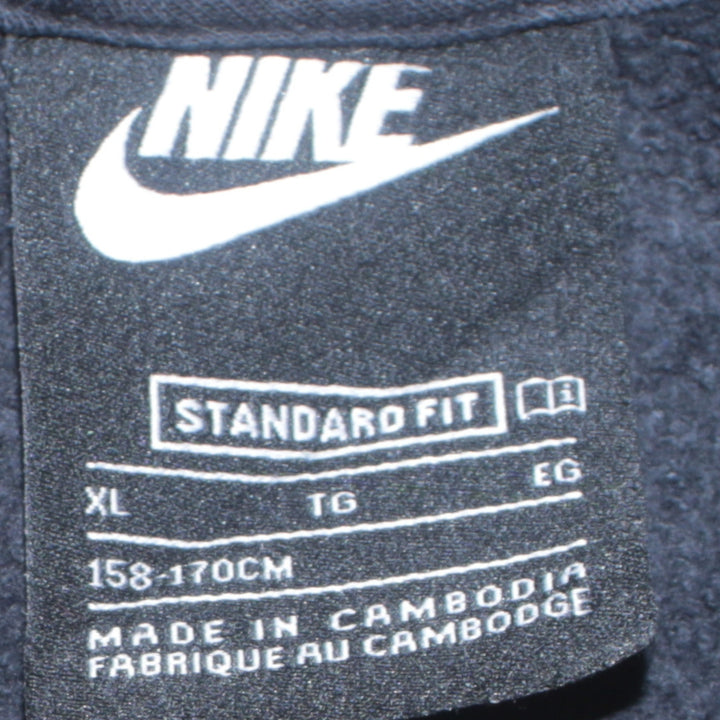 NIKE
STANDARD FIT
XL TG EG
158-170CM
MADE IN CAMBODIA
FABRIQUE AU CAMBODGE